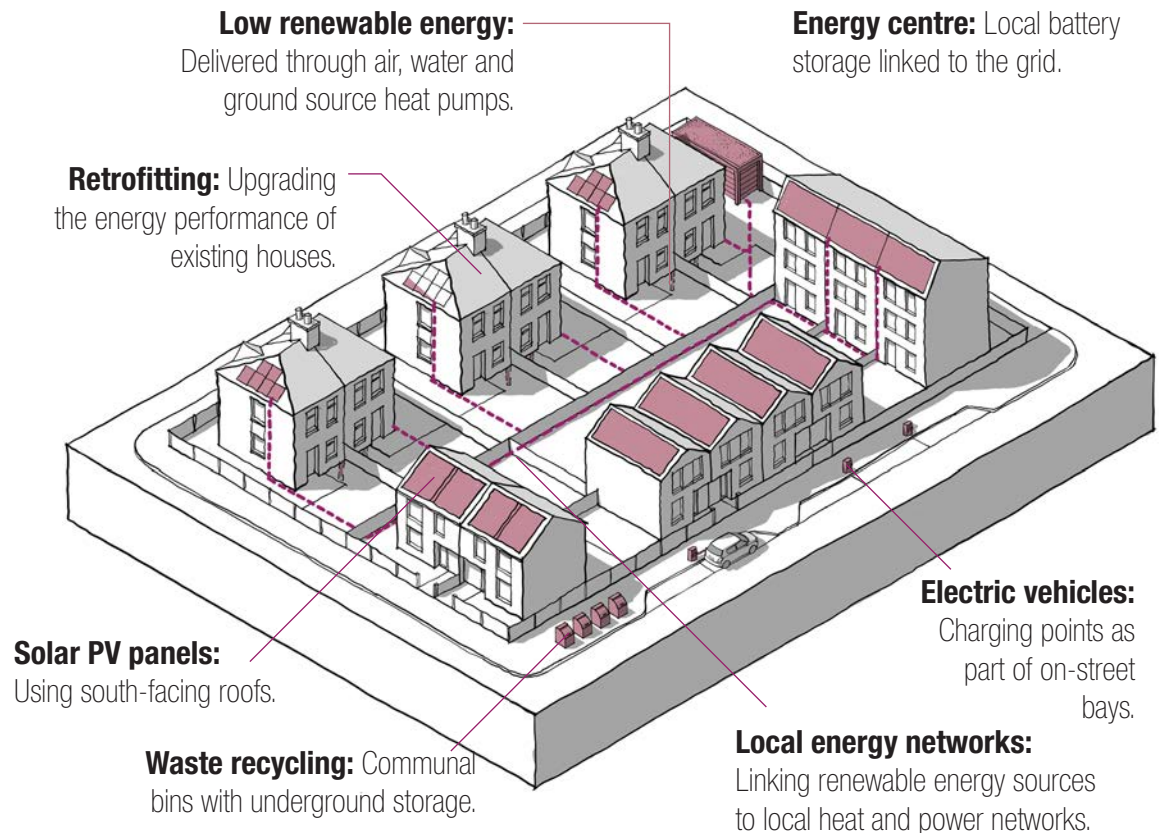 Low renewable energy:
Delivered through air, water and
ground source heat pumps.
Energy centre: Local battery
storage linked to the grid.
Retrofitting: Upgrading
the energy performance of
existing houses.
Electric vehicles:
Charging points as
part of on-street
bays.
Solar PV panels:
Using south-facing roofs.
Waste recycling: Communal
bins with underground storage.
Local energy networks:
Linking renewable energy sources
to local heat and power networks.